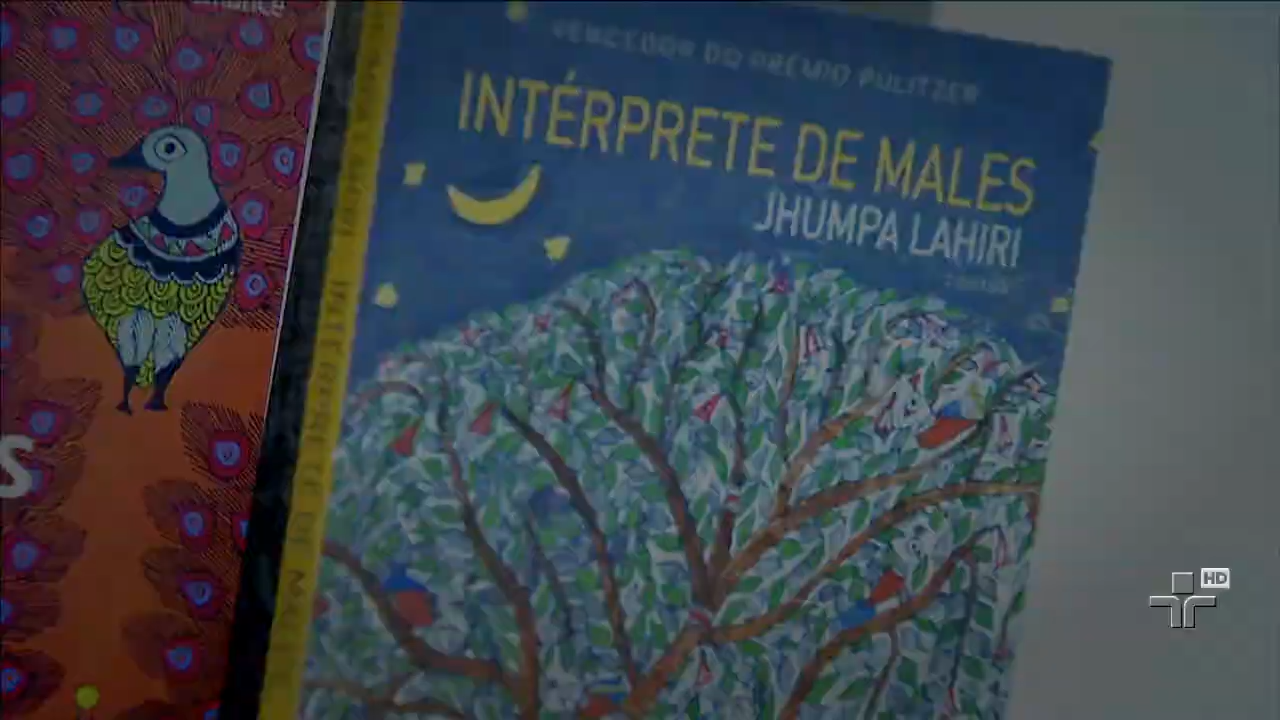 VENCEDOR DO PRÊMIO PULITZER
INTÉRPRETE DE MALES
JHUMPA LAHIRI
S
HD